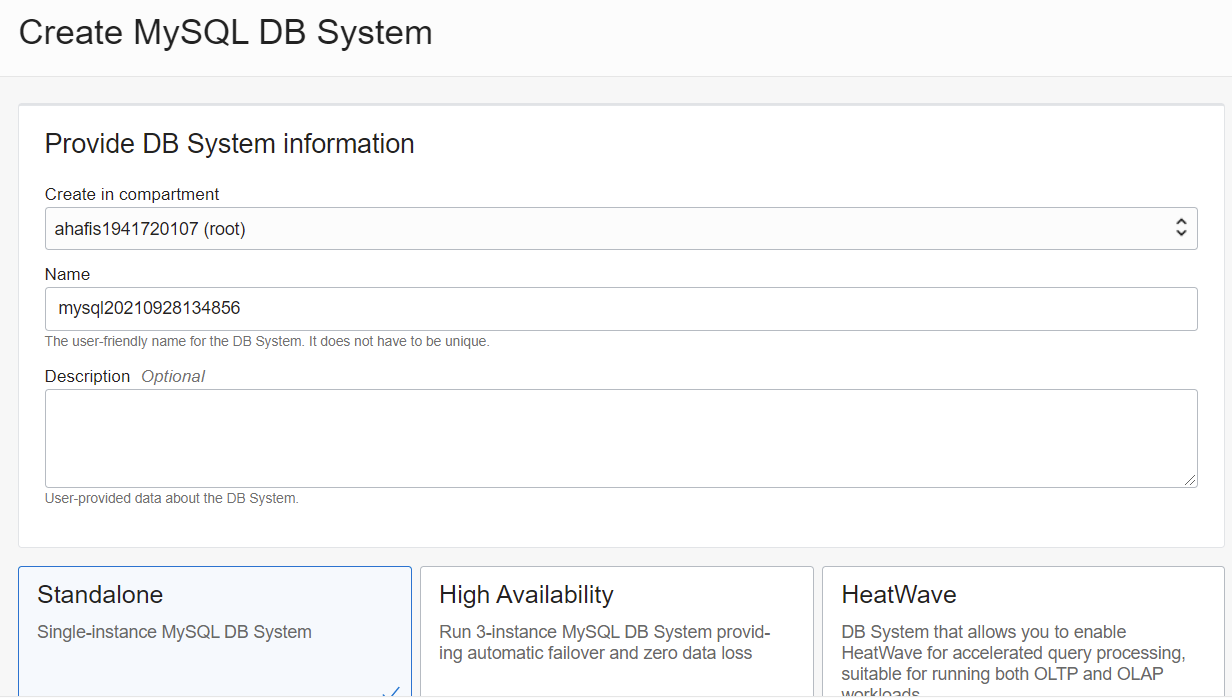 Create MySQL DB System
Provide DB System information
Create in compartment
ahafis1941720107 (root)
Name
mysql20210928134856
The user-friendly name for the DB System. It does not have to be unique.
Description Optional
User-provided data about the DB System.
Standalone
Single-instance MySQL DB System
High Availability
Run 3-instance MySQL DB System provid-
ing automatic failover and zero data loss
HeatWave
DB System that allows you to enable
HeatWave for accelerated query processing,
suitable for running both OLTP and OLAP
workloads